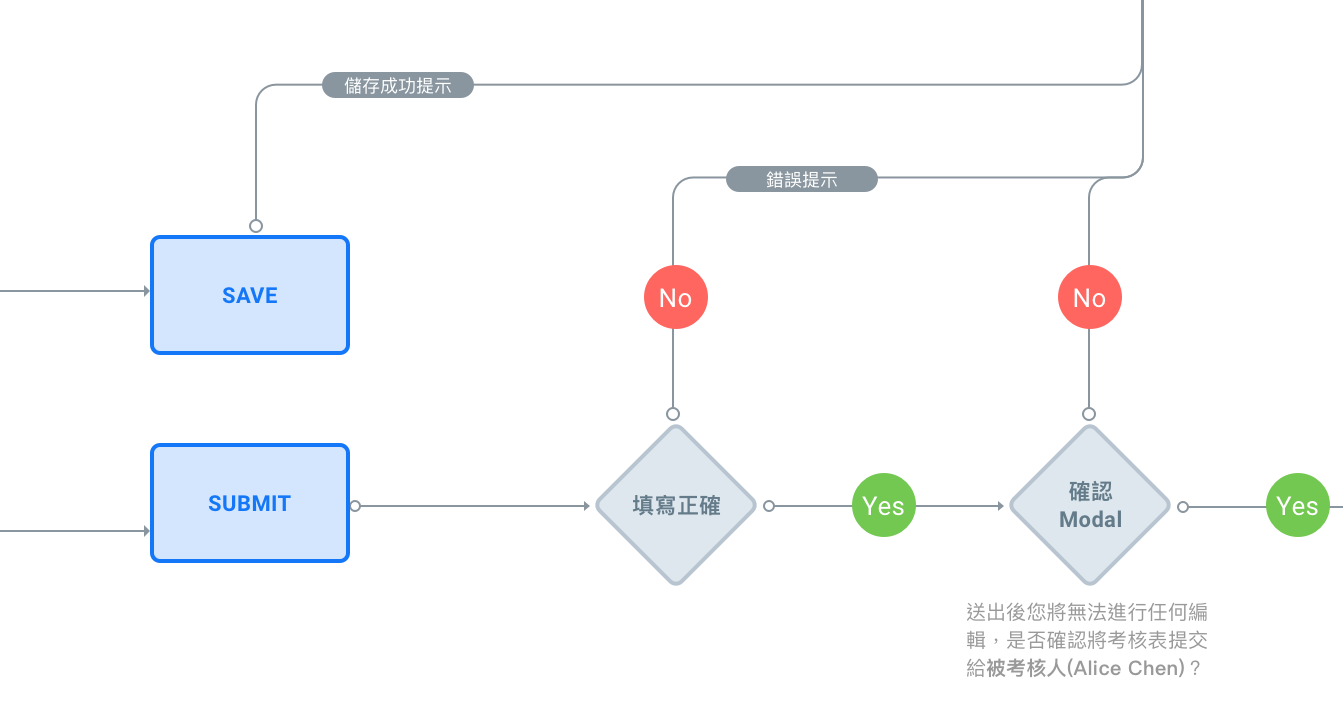 儲存成功提示
錯誤提示
SAVE
No
No
SUBMIT
填寫正確
Yes
確認
Modal
Yes
送出後您將無法進行任何編
輯，是否確認將考核表提交
給被考核人(Alice Chen)？